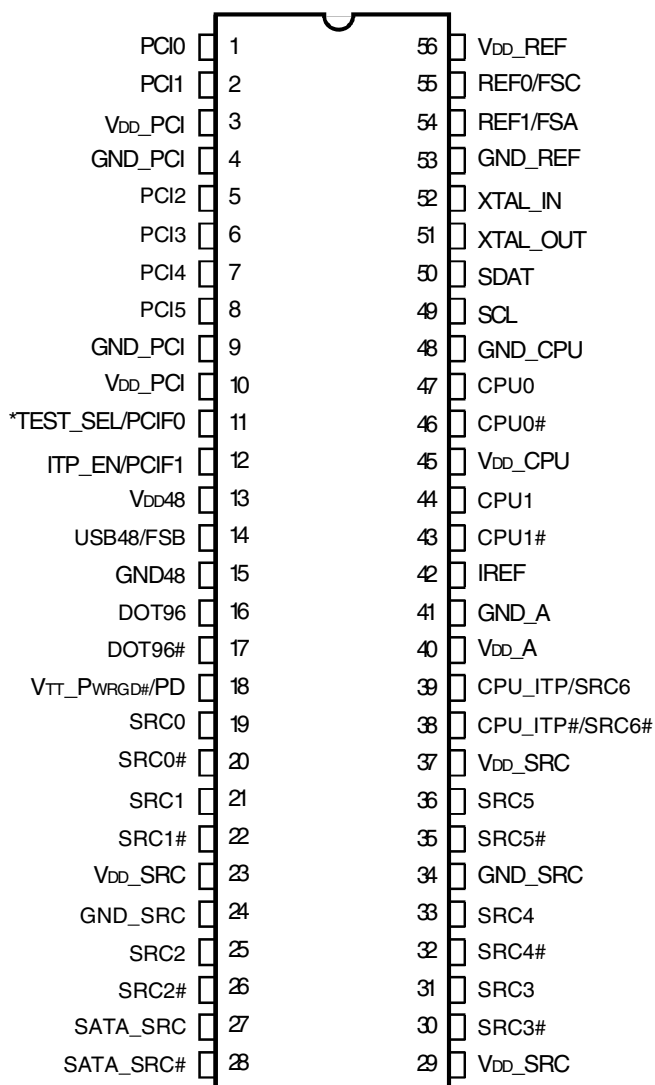 PCI0 1 56 VDD_REF
PCI1 2 55 REF0/FSC
VDD_PCI 3 54 REF1/FSA
GND_PCI 4 53 GND_REF
PCI2 5 52 XTAL_IN
PCI3 6 51 XTAL_OUT
PCI4 7 50 SDAT
PCI5 8 49 SCL
GND_PCI 9 48 GND_CPU
VDD_PCI 10 47 CPU0
*TEST_SEL/PCIF0 11 46 CPU0#
ITP_EN/PCIF1 12 45 VDD_CPU
VDD48 13 44 CPU1
USB48/FSB 14 43 CPU1#
GND48 15 42 IREF
DOT96 16 41 GND_A
DOT96# 17 40 VDD_A
VTT_PWRGD#/PD 18 39 CPU_ITP/SRC6
SRC0 19 38 CPU_ITP#/SRC6#
SRC0# 20 37 VDD_SRC
SRC1 21 36 SRC5
SRC1# 22 35 SRC5#
VDD_SRC 23 34 GND_SRC
GND_SRC 24 33 SRC4
SRC2 25 32 SRC4#
SRC2# 26 31 SRC3
SATA_SRC 27 30 SRC3#
SATA_SRC# 28 29 VDD_SRC